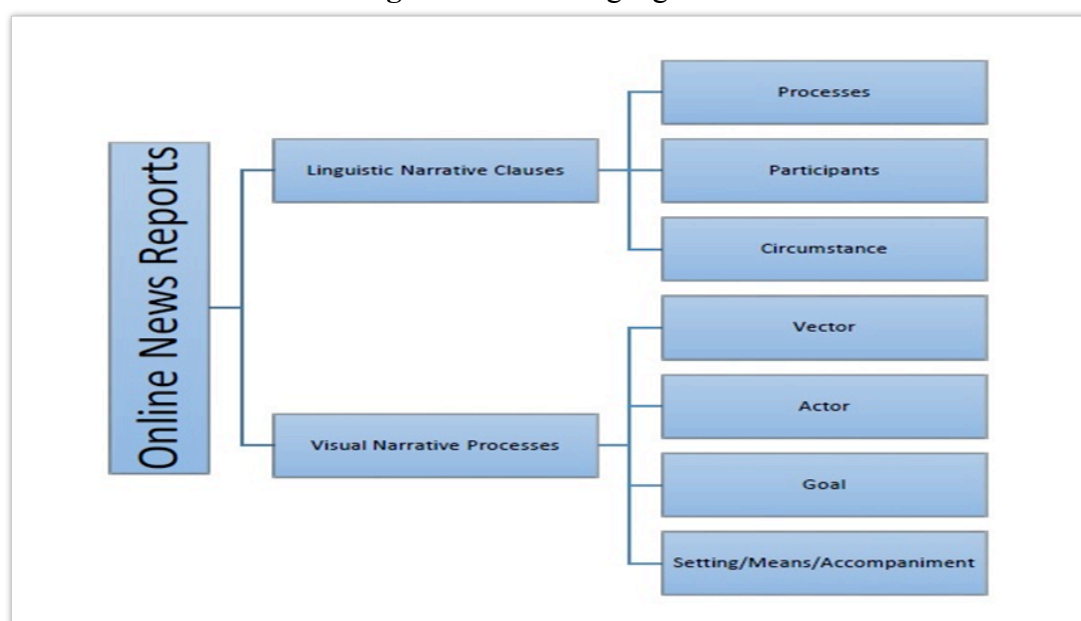 Online News Reports
Linguistic Narrative Clauses
Processes
Participants
Circumstance
Visual Narrative Processes
Vector
Actor
Goal
Setting/Means/Accompaniment